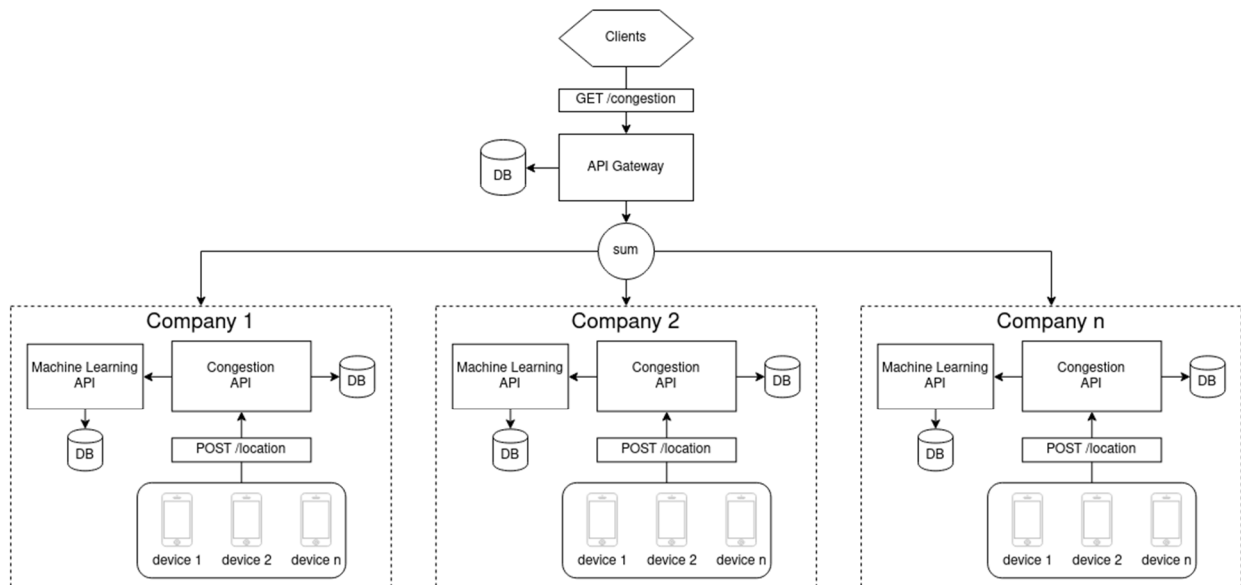 Clients
GET /congestion
API Gateway
DB
sum
Company 1
Machine Learning
API
Congestion
API
DB
DB
POST /location
device 1
device 2
device n
Company 2
Machine Learning
API
Congestion
API
DB
DB
POST /location
device 1
device 2
device n
Company n
Machine Learning
API
Congestion
API
DB
DB
POST /location
device 1
device 2
device n